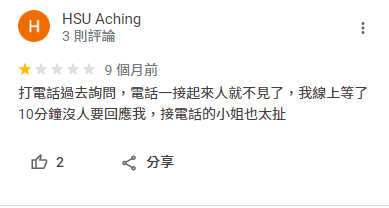 H
HSU Aching
3 則評論
9 個月前
打電話過去詢問，電話一接起來人就不見了，我線上等了
10分鐘沒人要回應我，接電話的小姐也太扯
2
分享